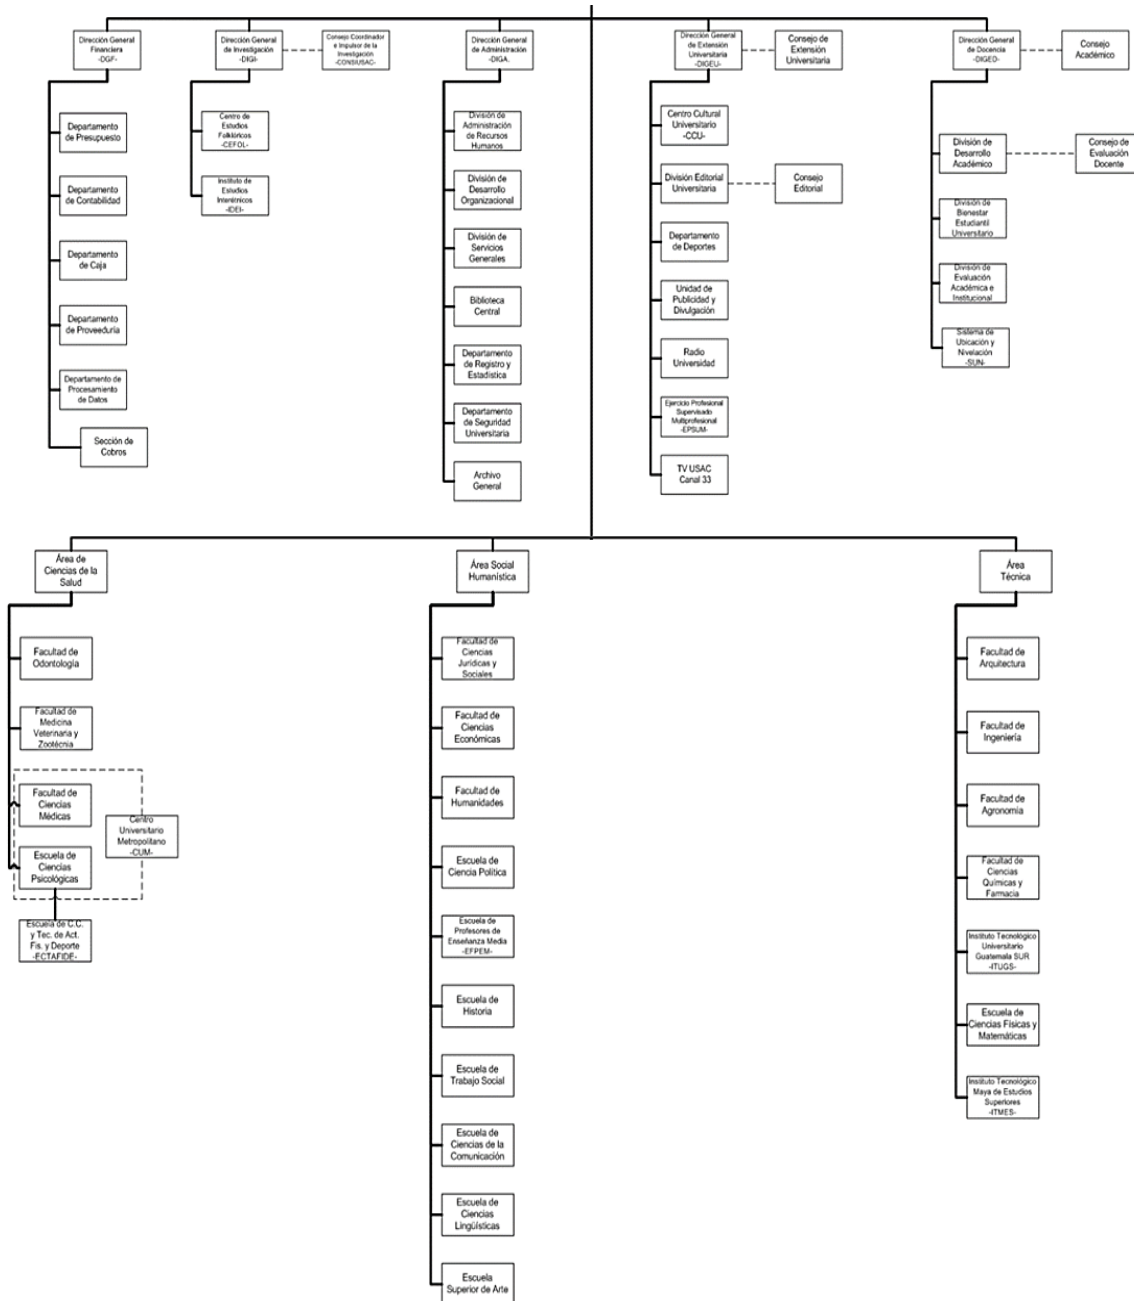 Dirección General
Financiera
-DGF-
Dirección General
de Investigación
-DIGI-
Consejo Coordinador
e Impulsor de la
Investigación
-CONSIUSAC-
Dirección General
de Administración
-DIGA.
Dirección General
de Extensión
Universitaria
-DIGEU-
Consejo de
Extensión
Universitaria
Dirección General
de Docencia
-DIGED-
Consejo
Académico
Departamento
de Presupuesto
Departamento
de Contabilidad
Departamento
de Caja
Departamento
de Proveeduría
Departamento de
Procesamiento
de Datos
Sección de
Cobros
Centro de
Estudios
Folklóricos
-CEFOL-
Instituto de
Estudios
Interétnicos
-IDEI-
División de
Administración
de Recursos
Humanos
División de
Desarrollo
Organizacional
División de
Servicios
Generales
Biblioteca
Central
Departamento
de Registro y
Estadística
Departamento
de Seguridad
Universitaria
Archivo
General
Centro Cultural
Universitario
-CCU-
División Editorial
Universitaria
Consejo
Editorial
Departamento
de Deportes
Unidad de
Publicidad y
Divulgación
Radio
Universidad
Ejercicio Profesional
Supervisado
Multiprofesional
-EPSUM-
TV USAC
Canal 33
División de
Desarrollo
Académico
Consejo de
Evaluación
Docente
División de
Bienestar
Estudiantil
Universitario
División de
Evaluación
Académica e
Institucional
Sistema de
Ubicación y
Nivelación
-SUN-
Área de
Ciencias de la
Salud
Facultad de
Odontología
Facultad de
Medicina
Veterinaria y
Zootécnia
Facultad de
Ciencias
Médicas
Centro
Universitario
Metropolitano
-CUM-
Escuela de
Ciencias
Psicológicas
Escuela de C.C.
y Tec. de Act.
Fis. y Deporte
-ECTAFIDE-
Área Social
Humanística
Facultad de
Ciencias
Jurídicas y
Sociales
Facultad de
Ciencias
Económicas
Facultad de
Humanidades
Escuela de
Ciencia Política
Escuela de
Profesores de
Enseñanza Media
-EFPEM-
Escuela de
Historia
Escuela de
Trabajo Social
Escuela de
Ciencias de la
Comunicación
Escuela de
Ciencias
Lingüísticas
Escuela
Superior de Arte
Área
Técnica
Facultad de
Arquitectura
Facultad de
Ingeniería
Facultad de
Agronomía
Facultad de
Ciencias
Químicas y
Farmacia
Instituto Tecnológico
Universitario
Guatemala SUR
-ITUGS-
Escuela de
Ciencias Físicas y
Matemáticas
Instituto Tecnológico
Maya de Estudios
Superiores
-ITMES-